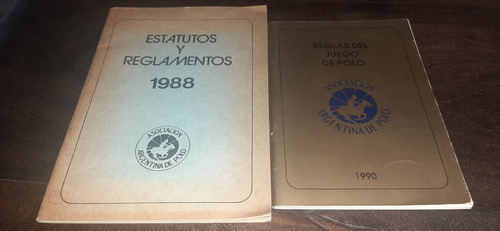 ESTATUTOS
Y
REGLAMENTOS
1988
ASOCIACION
ARGENTINA DE POLO
REGLAS DEL
JUEGO
DE POLO
ASOCIACION
ARGENTINA DE POLO
1990